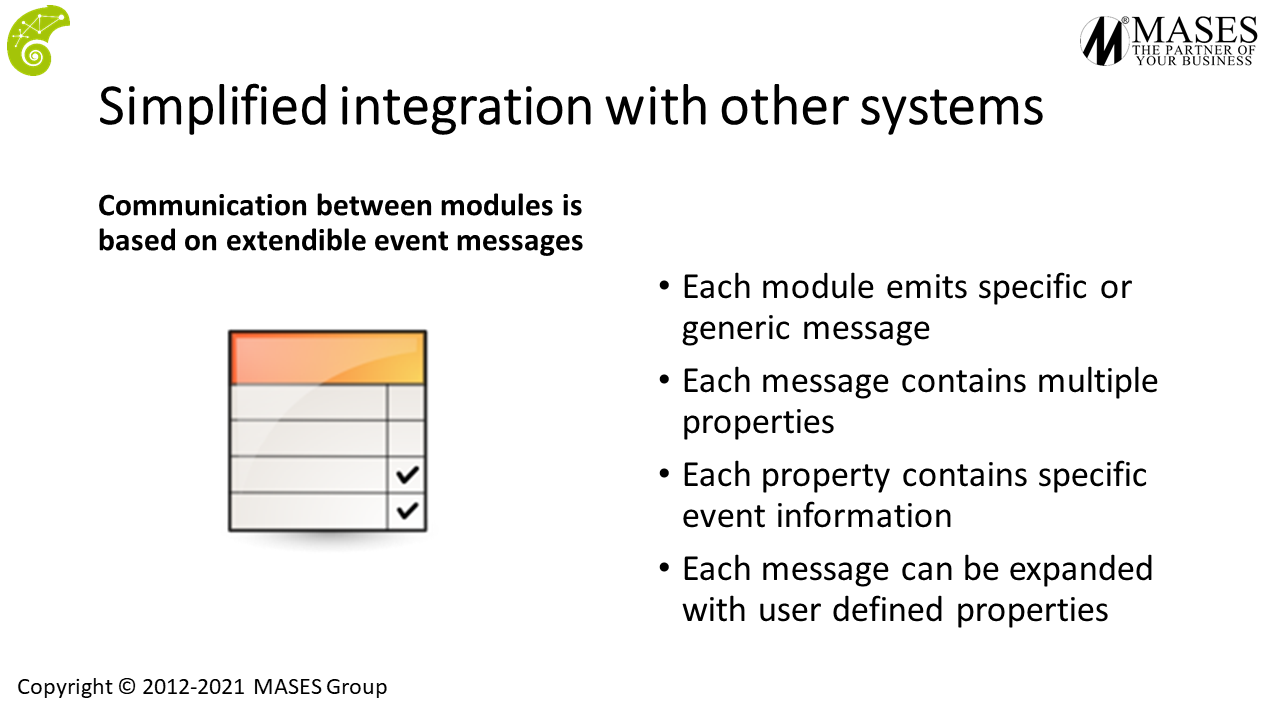 ®MASES
THE PARTNER OF
YOUR BUSINESS
Simplified integration with other systems
Communication between modules is
based on extendible event messages
• Each module emits specific or
generic message
• Each message contains multiple
properties
• Each property contains specific
event information
• Each message can be expanded
with user defined properties
Copyright © 2012-2021 MASES Group